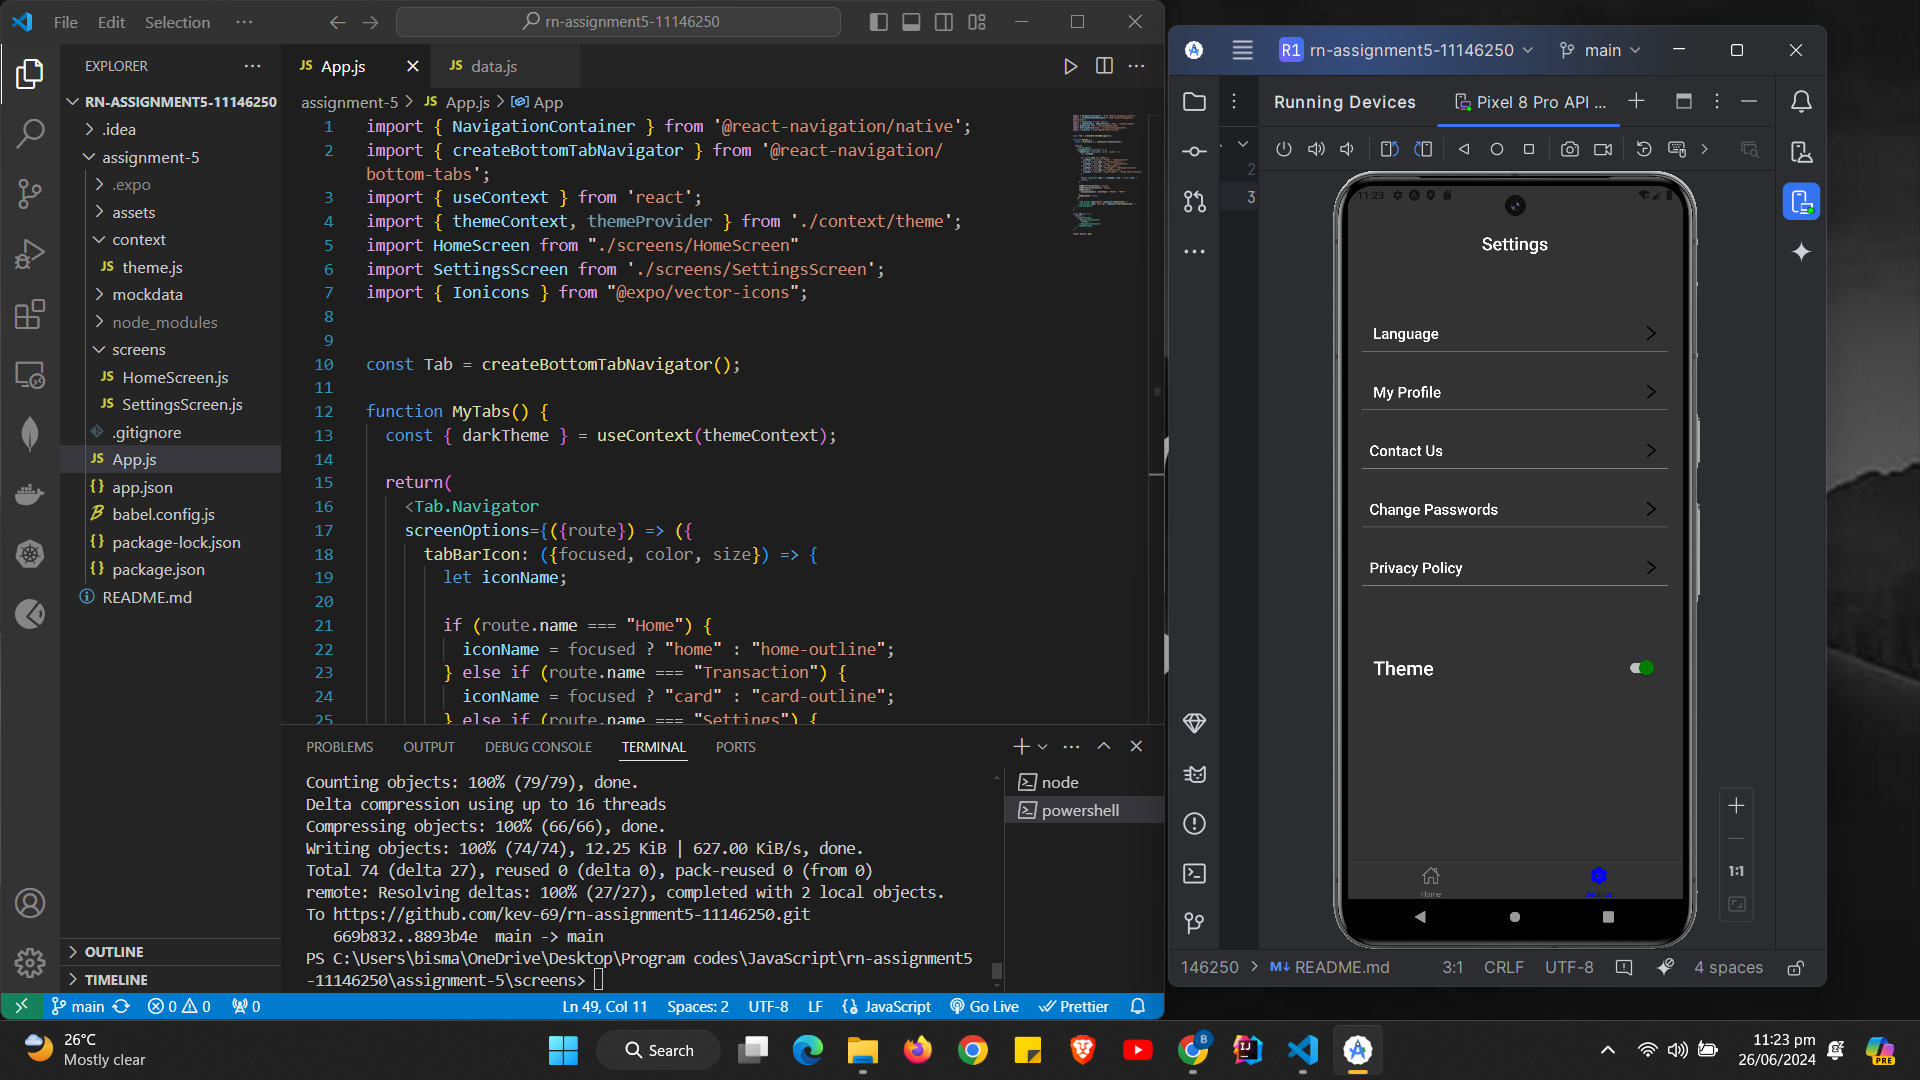 File Edit Selection ···
rn-assignment5-11146250
EXPLORER
RN-ASSIGNMENT5-11146250
.idea
assignment-5
.expo
assets
context
JS theme.js
mockdata
node_modules
screens
JS HomeScreen.js
JS SettingsScreen.js
.gitignore
JS App.js
{} app.json
babel.config.js
{} package-lock.json
{} package.json
README.md
OUTLINE
TIMELINE
JS App.js
JS data.js
assignment-5 > JS App.js > App
1 import { NavigationContainer } from '@react-navigation/native';
2 import { createBottomTabNavigator } from '@react-navigation/
bottom-tabs';
3 import { useContext } from 'react';
4 import { themeContext, themeProvider } from './context/theme';
5 import HomeScreen from "./screens/HomeScreen"
6 import SettingsScreen from './screens/SettingsScreen';
7 import { Ionicons } from "@expo/vector-icons";
8
9
10 const Tab = createBottomTabNavigator();
11
12 function MyTabs() {
13 const { darkTheme } = useContext(themeContext);
14
15 return(
16 <Tab.Navigator
17 screenOptions={({route}) => ({
18 tabBarIcon: ({focused, color, size}) => {
19 let iconName;
20
21 if (route.name === "Home") {
22 iconName = focused ? "home" : "home-outline";
23 } else if (route.name === "Transaction") {
24 iconName = focused ? "card" : "card-outline";
25 } else if (route.name === "Settings") {
PROBLEMS OUTPUT DEBUG CONSOLE TERMINAL PORTS
Counting objects: 100% (79/79), done.
Delta compression using up to 16 threads
Compressing objects: 100% (66/66), done.
Writing objects: 100% (74/74), 12.25 KiB | 627.00 KiB/s, done.
Total 74 (delta 27), reused 0 (delta 0), pack-reused 0 (from 0)
remote: Resolving deltas: 100% (27/27), completed with 2 local objects.
To https://github.com/kev-69/rn-assignment5-11146250.git
669b832..8893b4e main -> main
PS C:\Users\bisma\OneDrive\Desktop\Program codes\JavaScript\rn-assignment5
-11146250\assignment-5\screens>
node
powershell
main 0 0 0 Ln 49, Col 11 Spaces: 2 UTF-8 LF {} JavaScript Go Live Prettier
R1 rn-assignment5-11146250 main
Running Devices Pixel 8 Pro API ...
2
3
11:23
Settings
Language
My Profile
Contact Us
Change Passwords
Privacy Policy
Theme
Home
Settings
1:1
146250 > M↓ README.md 3:1 CRLF UTF-8 4 spaces
26°C
Mostly clear
Search
B
PRE
11:23 pm
26/06/2024